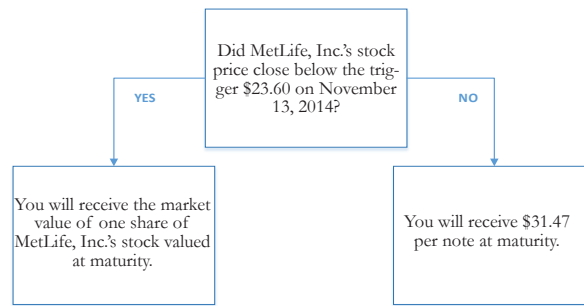 Did MetLife, Inc.'s stock
price close below the trig-
ger $23.60 on November
13, 2014?
YES
NO
You will receive the market
value of one share of
MetLife, Inc.'s stock valued
at maturity.
You will receive $31.47
per note at maturity.